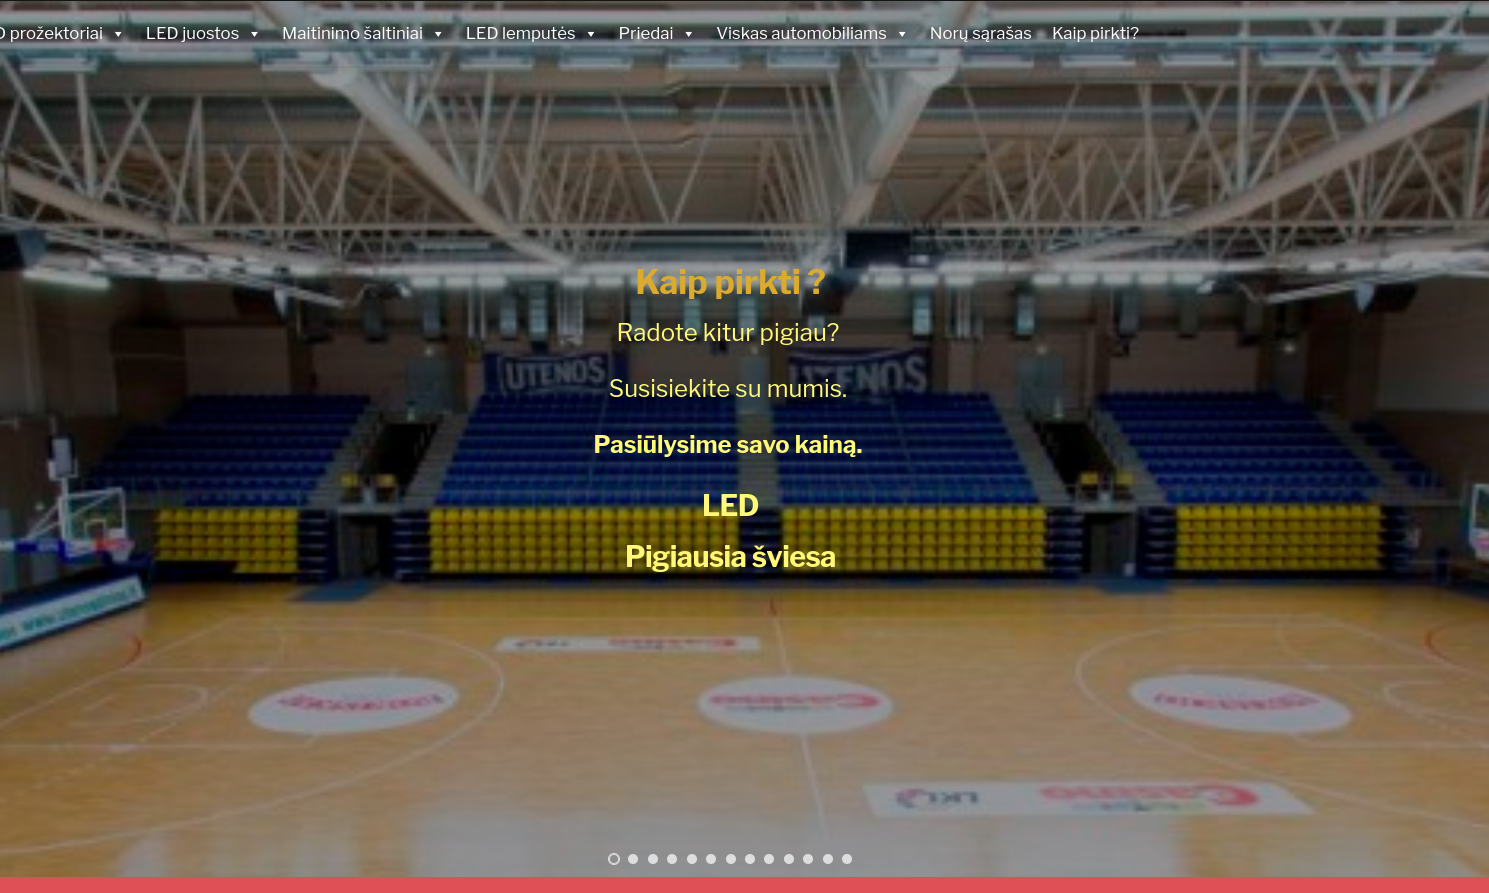 prožektoriai
LED juostos
Maitinimo šaltiniai
LED lemputės
Priedai
Viskas automobiliams
Norų sąrašas
Kaip pirkti?
Kaip pirkti ?
Radote kitur pigiau?
UTENOS
UTENOS
Susisiekite su mumis.
Pasiūlysime savo kainą.
LED
Pigiausia šviesa
LKL